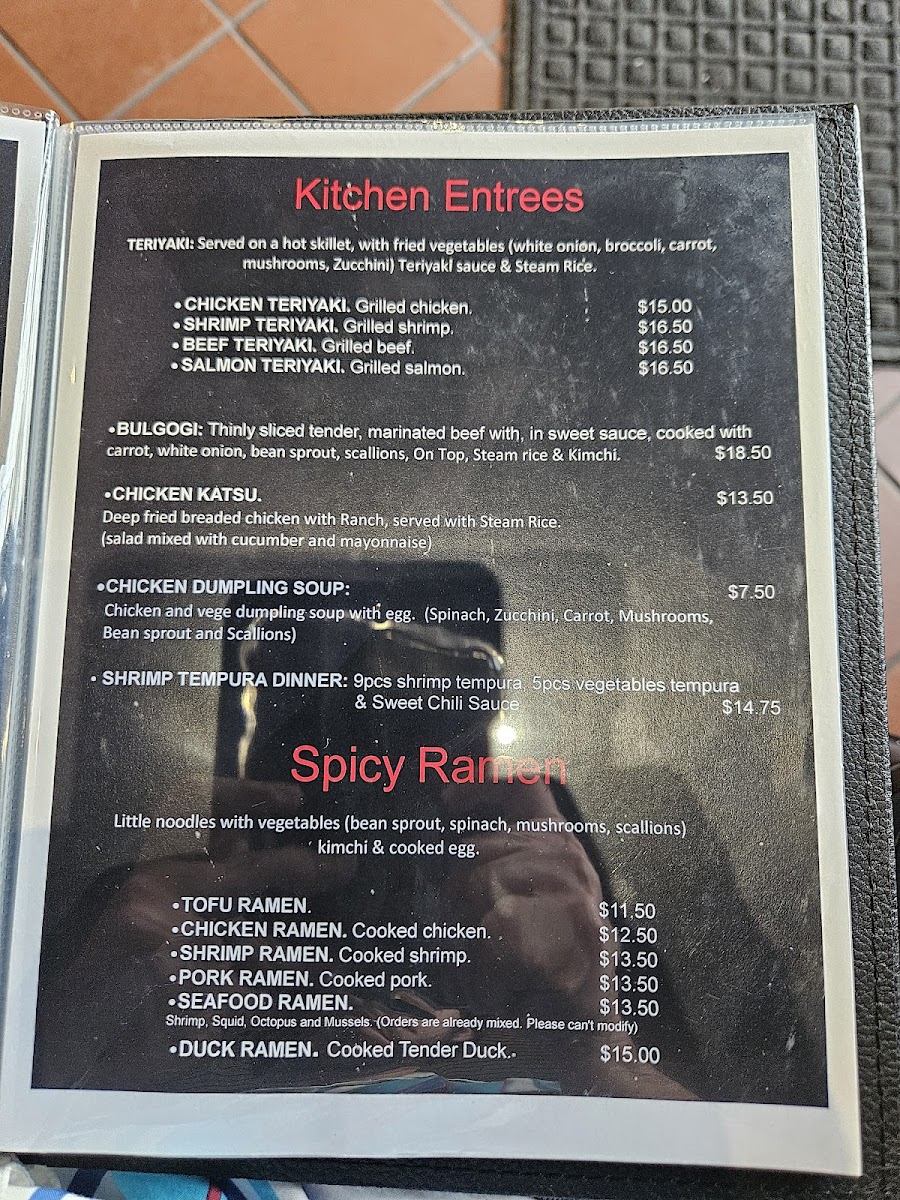 Kitchen Entrees
TERIYAKI: Served on a hot skillet, with fried vegetables (white onion, broccoli, carrot,
mushrooms, Zucchini) Teriyaki sauce & Steam Rice.
•CHICKEN TERIYAKI. Grilled chicken. $15.00
•SHRIMP TERIYAKI. Grilled shrimp. $16.50
•BEEF TERIYAKI. Grilled beef. $16.50
•SALMON TERIYAKI. Grilled salmon. $16.50
•BULGOGI: Thinly sliced tender, marinated beef with, in sweet sauce, cooked with
carrot, white onion, bean sprout, scallions, On Top, Steam rice & Kimchi. $18.50
•CHICKEN KATSU. $13.50
Deep fried breaded chicken with Ranch, served with Steam Rice.
(salad mixed with cucumber and mayonnaise)
•CHICKEN DUMPLING SOUP: $7.50
Chicken and vege dumpling soup with egg. (Spinach, Zucchini, Carrot, Mushrooms,
Bean sprout and Scallions)
• SHRIMP TEMPURA DINNER: 9pcs shrimp tempura, 5pcs vegetables tempura
& Sweet Chili Sauce $14.75
Spicy Ramen
Little noodles with vegetables (bean sprout, spinach, mushrooms, scallions)
kimchi & cooked egg.
•TOFU RAMEN. $11.50
•CHICKEN RAMEN. Cooked chicken. $12.50
•SHRIMP RAMEN. Cooked shrimp. $13.50
•PORK RAMEN. Cooked pork. $13.50
•SEAFOOD RAMEN. $13.50
Shrimp, Squid, Octopus and Mussels. (Orders are already mixed. Please can't modify)
•DUCK RAMEN. Cooked Tender Duck. $15.00